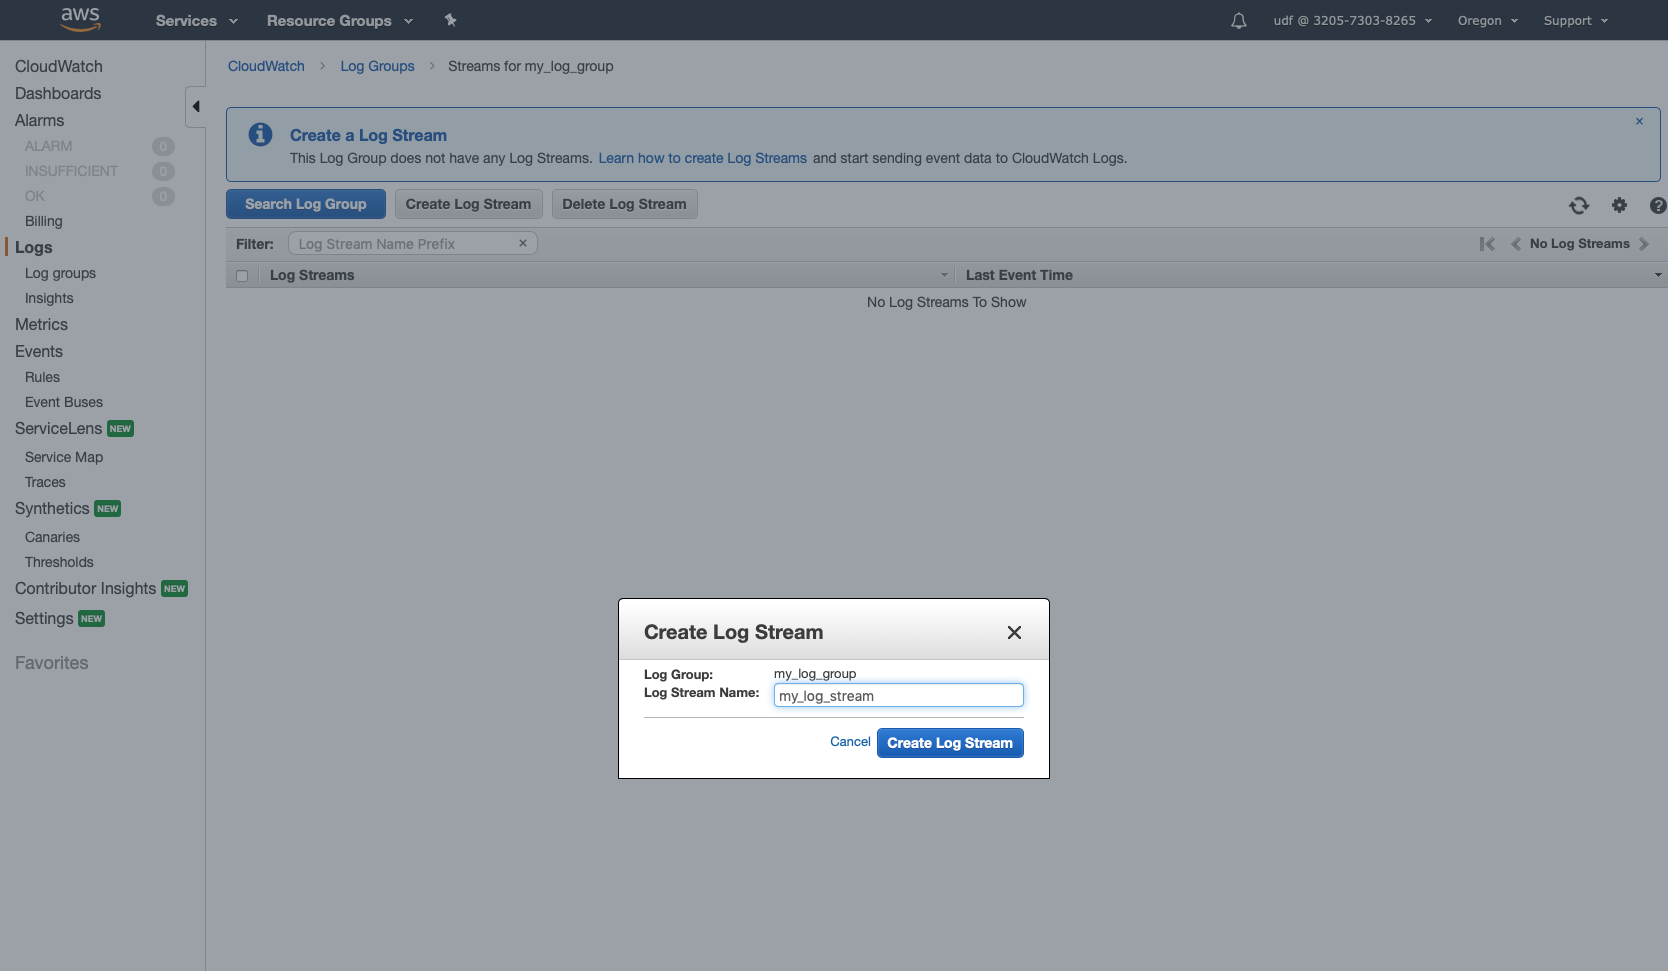 aws Services Resource Groups udf @ 3205-7303-8265 Oregon Support
CloudWatch
Dashboards
Alarms
ALARM 0
INSUFFICIENT 0
OK 0
Billing
Logs
Log groups
Insights
Metrics
Events
Rules
Event Buses
ServiceLens NEW
Service Map
Traces
Synthetics NEW
Canaries
Thresholds
Contributor Insights NEW
Settings NEW
Favorites
CloudWatch > Log Groups > Streams for my_log_group
Create a Log Stream
This Log Group does not have any Log Streams. Learn how to create Log Streams and start sending event data to CloudWatch Logs.
Search Log Group Create Log Stream Delete Log Stream
Filter: Log Stream Name Prefix No Log Streams
Log Streams Last Event Time
No Log Streams To Show
Create Log Stream
Log Group: my_log_group
Log Stream Name: my_log_stream
Cancel Create Log Stream